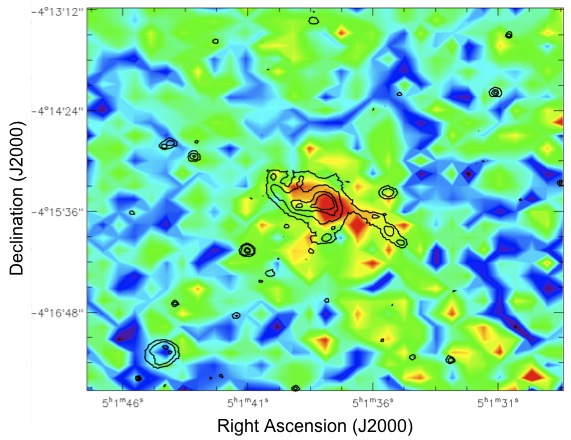 -4°13'12"
-4°14'24"
-4°15'36"
-4°16'48"
Declination (J2000)
5ʰ1ᵐ46ˢ
5ʰ1ᵐ41ˢ
5ʰ1ᵐ36ˢ
5ʰ1ᵐ31ˢ
Right Ascension (J2000)